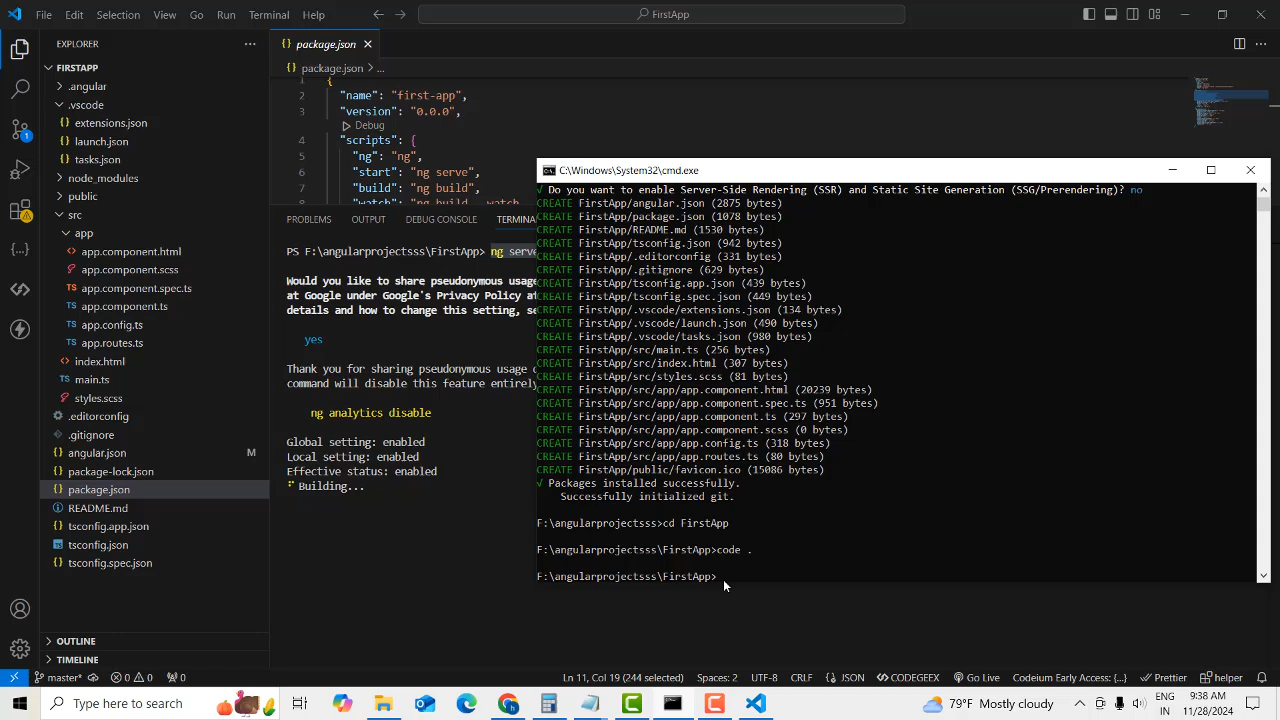 File Edit Selection View Go Run Terminal Help
FirstApp
EXPLORER
FIRSTAPP
.angular
.vscode
extensions.json
launch.json
tasks.json
node_modules
public
src
app
app.component.html
app.component.scss
app.component.spec.ts
app.component.ts
app.config.ts
app.routes.ts
index.html
main.ts
styles.scss
.editorconfig
.gitignore
angular.json M
package-lock.json
package.json
README.md
tsconfig.app.json
tsconfig.json
tsconfig.spec.json
OUTLINE
TIMELINE
package.json
package.json > ...
1 {
2 "name": "first-app",
3 "version": "0.0.0",
Debug
4 "scripts": {
5 "ng": "ng",
6 "start": "ng serve",
7 "build": "ng build",
8 "watch": "ng build --watch
PROBLEMS OUTPUT DEBUG CONSOLE TERMINAL
PS F:\angularprojectsss\FirstApp> ng serve
Would you like to share pseudonymous usage
at Google under Google's Privacy Policy at
details and how to change this setting, se
yes
Thank you for sharing pseudonymous usage
command will disable this feature entirely
ng analytics disable
Global setting: enabled
Local setting: enabled
Effective status: enabled
Building...
C:\Windows\System32\cmd.exe
√ Do you want to enable Server-Side Rendering (SSR) and Static Site Generation (SSG/Prerendering)? no
CREATE FirstApp/angular.json (2875 bytes)
CREATE FirstApp/package.json (1078 bytes)
CREATE FirstApp/README.md (1530 bytes)
CREATE FirstApp/tsconfig.json (942 bytes)
CREATE FirstApp/.editorconfig (331 bytes)
CREATE FirstApp/.gitignore (629 bytes)
CREATE FirstApp/tsconfig.app.json (439 bytes)
CREATE FirstApp/tsconfig.spec.json (449 bytes)
CREATE FirstApp/.vscode/extensions.json (134 bytes)
CREATE FirstApp/.vscode/launch.json (490 bytes)
CREATE FirstApp/.vscode/tasks.json (980 bytes)
CREATE FirstApp/src/main.ts (256 bytes)
CREATE FirstApp/src/index.html (307 bytes)
CREATE FirstApp/src/styles.scss (81 bytes)
CREATE FirstApp/src/app/app.component.html (20239 bytes)
CREATE FirstApp/src/app/app.component.spec.ts (951 bytes)
CREATE FirstApp/src/app/app.component.ts (297 bytes)
CREATE FirstApp/src/app/app.component.scss (0 bytes)
CREATE FirstApp/src/app/app.config.ts (318 bytes)
CREATE FirstApp/src/app/app.routes.ts (80 bytes)
CREATE FirstApp/public/favicon.ico (15086 bytes)
√ Packages installed successfully.
Successfully initialized git.
F:\angularprojectsss>cd FirstApp
F:\angularprojectsss\FirstApp>code .
F:\angularprojectsss\FirstApp>
master* 0 0 0 Ln 11, Col 19 (244 selected) Spaces: 2 UTF-8 CRLF {} JSON CODEGEEX Go Live Codeium Early Access: {...} Prettier helper
Type here to search
79°F Mostly cloudy
ENG
IN
9:38 AM
11/28/2024